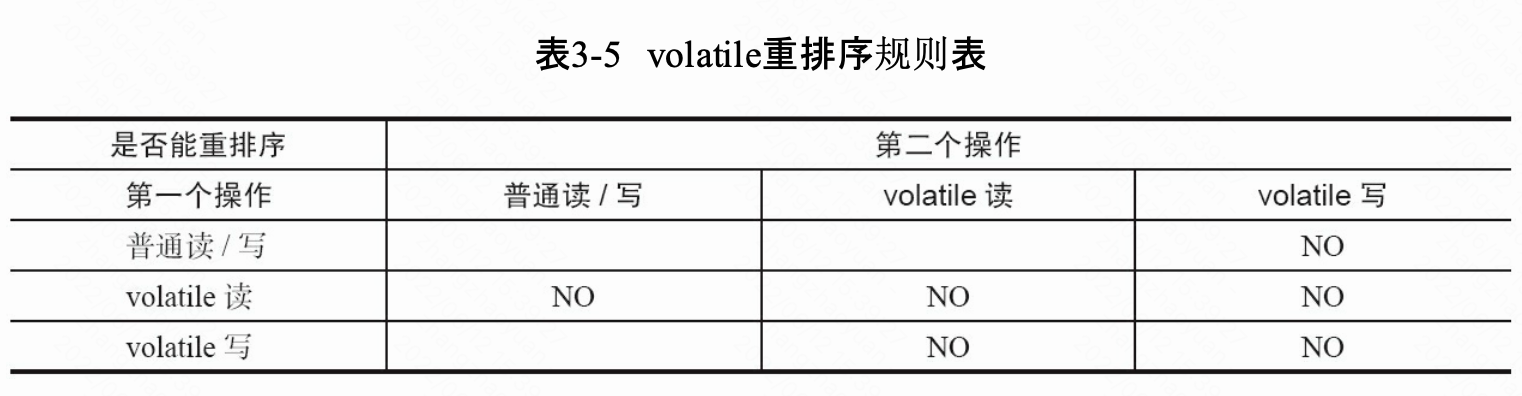 表3-5 volatile重排序规则表
是否能重排序 第二个操作
第一个操作 普通读 / 写 volatile 读 volatile 写
普通读 / 写 NO
volatile 读 NO NO NO
volatile 写 NO NO